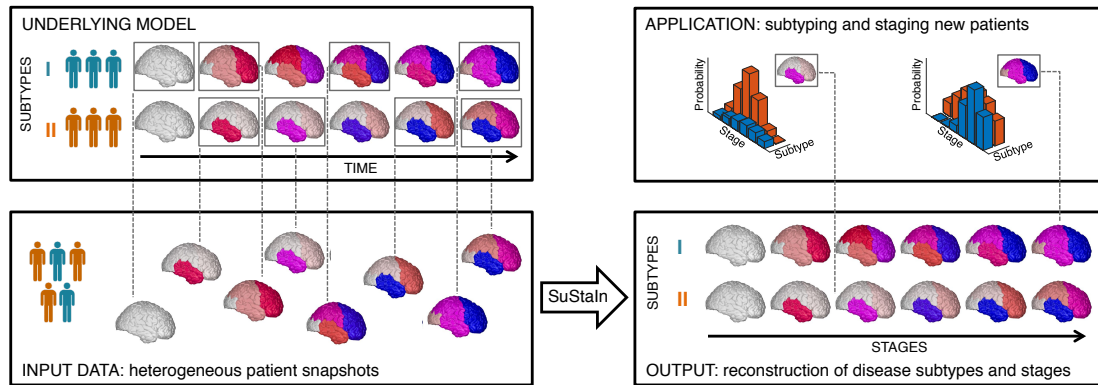 UNDERLYING MODEL
SUBTYPES
I
II
TIME
INPUT DATA: heterogeneous patient snapshots
SuStaIn
APPLICATION: subtyping and staging new patients
Probability
Stage
Subtype
Probability
Stage
Subtype
SUBTYPES
I
II
STAGES
OUTPUT: reconstruction of disease subtypes and stages